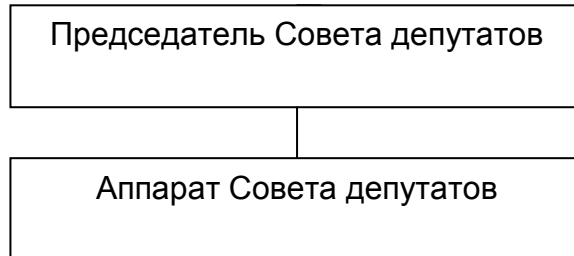 Председатель Совета депутатов
Аппарат Совета депутатов